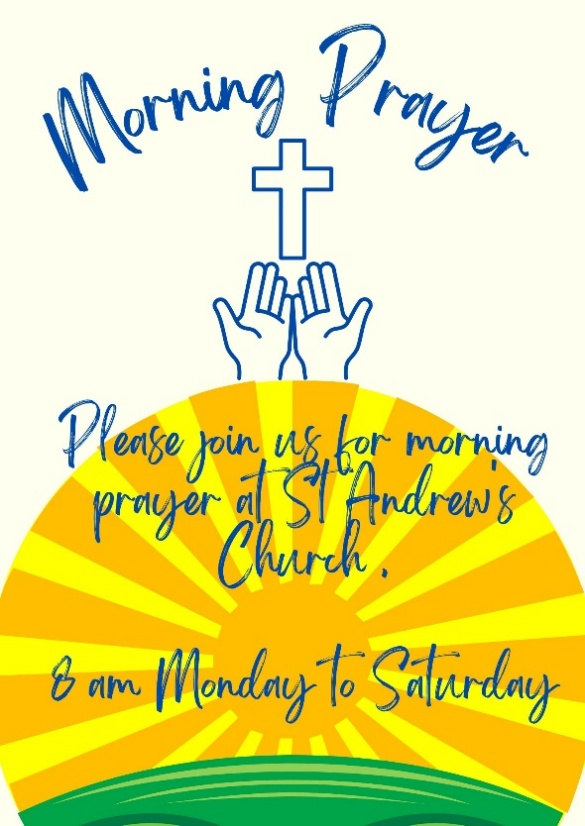 Morning Prayer
Please join us for morning
prayer at St Andrew's
Church.
8 am Monday to Saturday